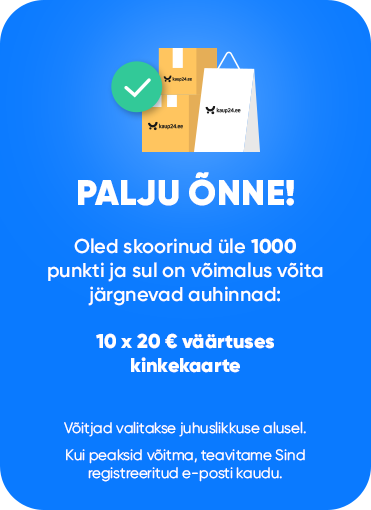 kaup24.ee
kaup24.ee
kaup24.ee
PALJU ÕNNE!
Oled skoorinud üle 1000
punkti ja sul on võimalus võita
järgnevad auhinnad:
10 x 20 € väärtuses
kinkekaarte
Võitjad valitakse juhuslikkuse alusel.
Kui peaksid võitma, teavitame Sind
registreeritud e-posti kaudu.